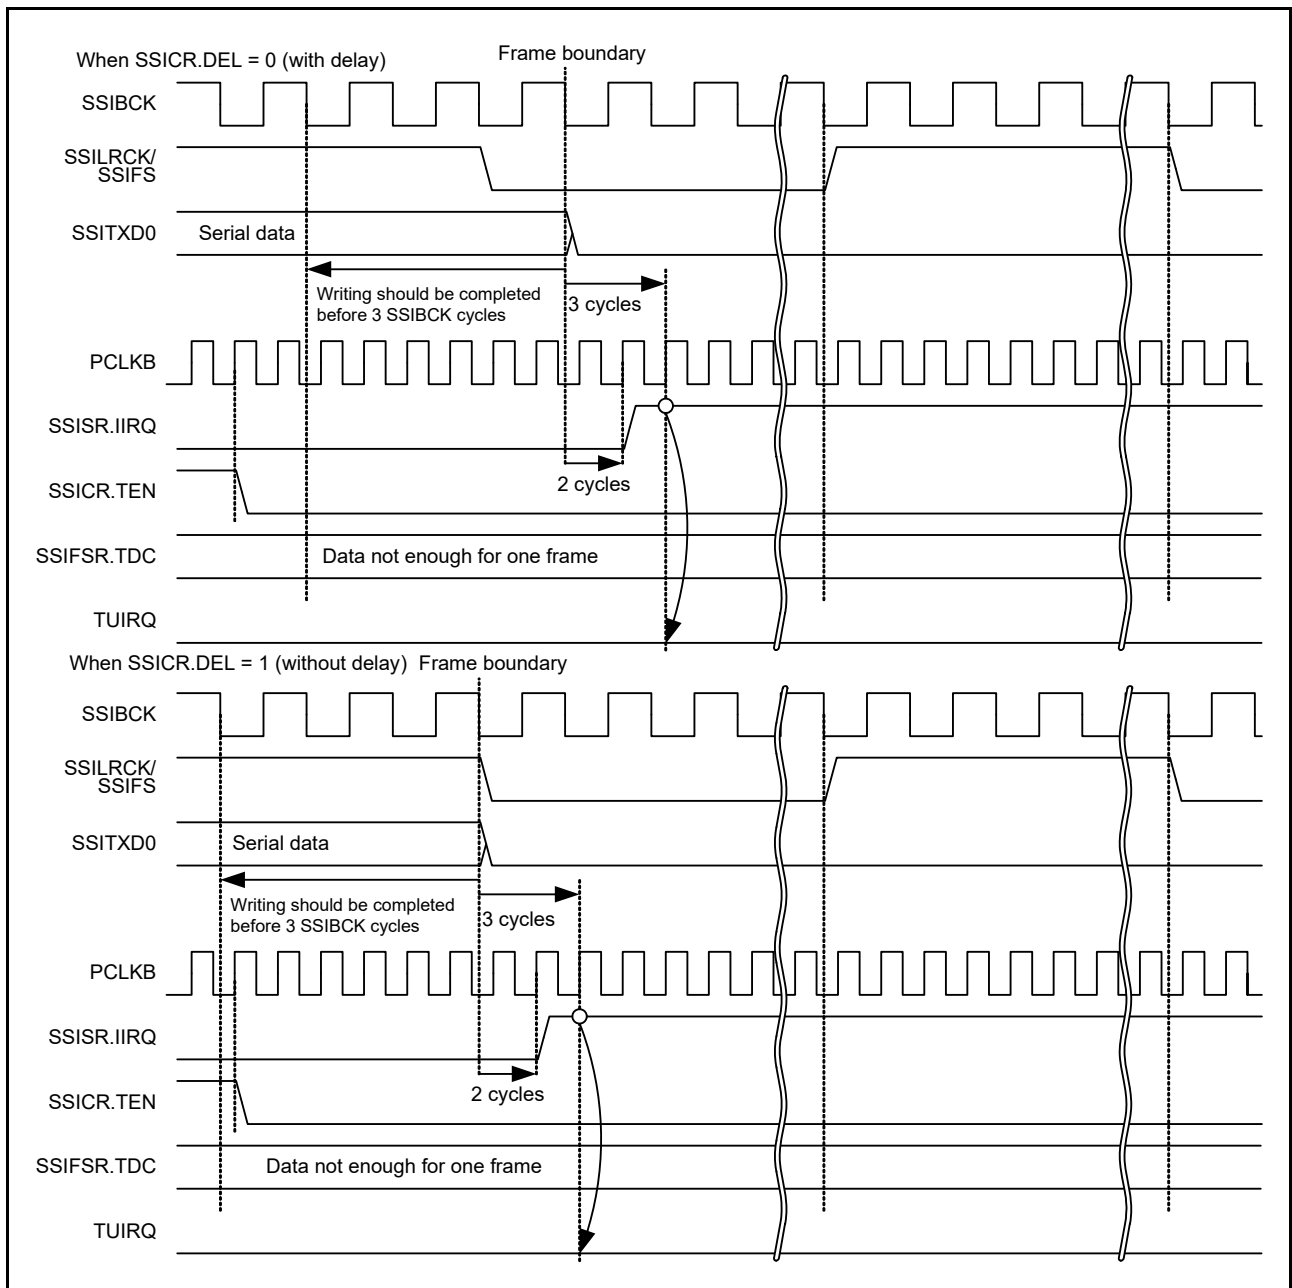 When SSICR.DEL = 0 (with delay)
Frame boundary
SSIBCK
SSILRCK/
SSIFS
SSITXD0
Serial data
Writing should be completed
before 3 SSIBCK cycles
3 cycles
PCLKB
SSISR.IIRQ
2 cycles
SSICR.TEN
SSIFSR.TDC
Data not enough for one frame
TUIRQ
When SSICR.DEL = 1 (without delay)
Frame boundary
SSIBCK
SSILRCK/
SSIFS
SSITXD0
Serial data
Writing should be completed
before 3 SSIBCK cycles
3 cycles
PCLKB
SSISR.IIRQ
2 cycles
SSICR.TEN
SSIFSR.TDC
Data not enough for one frame
TUIRQ